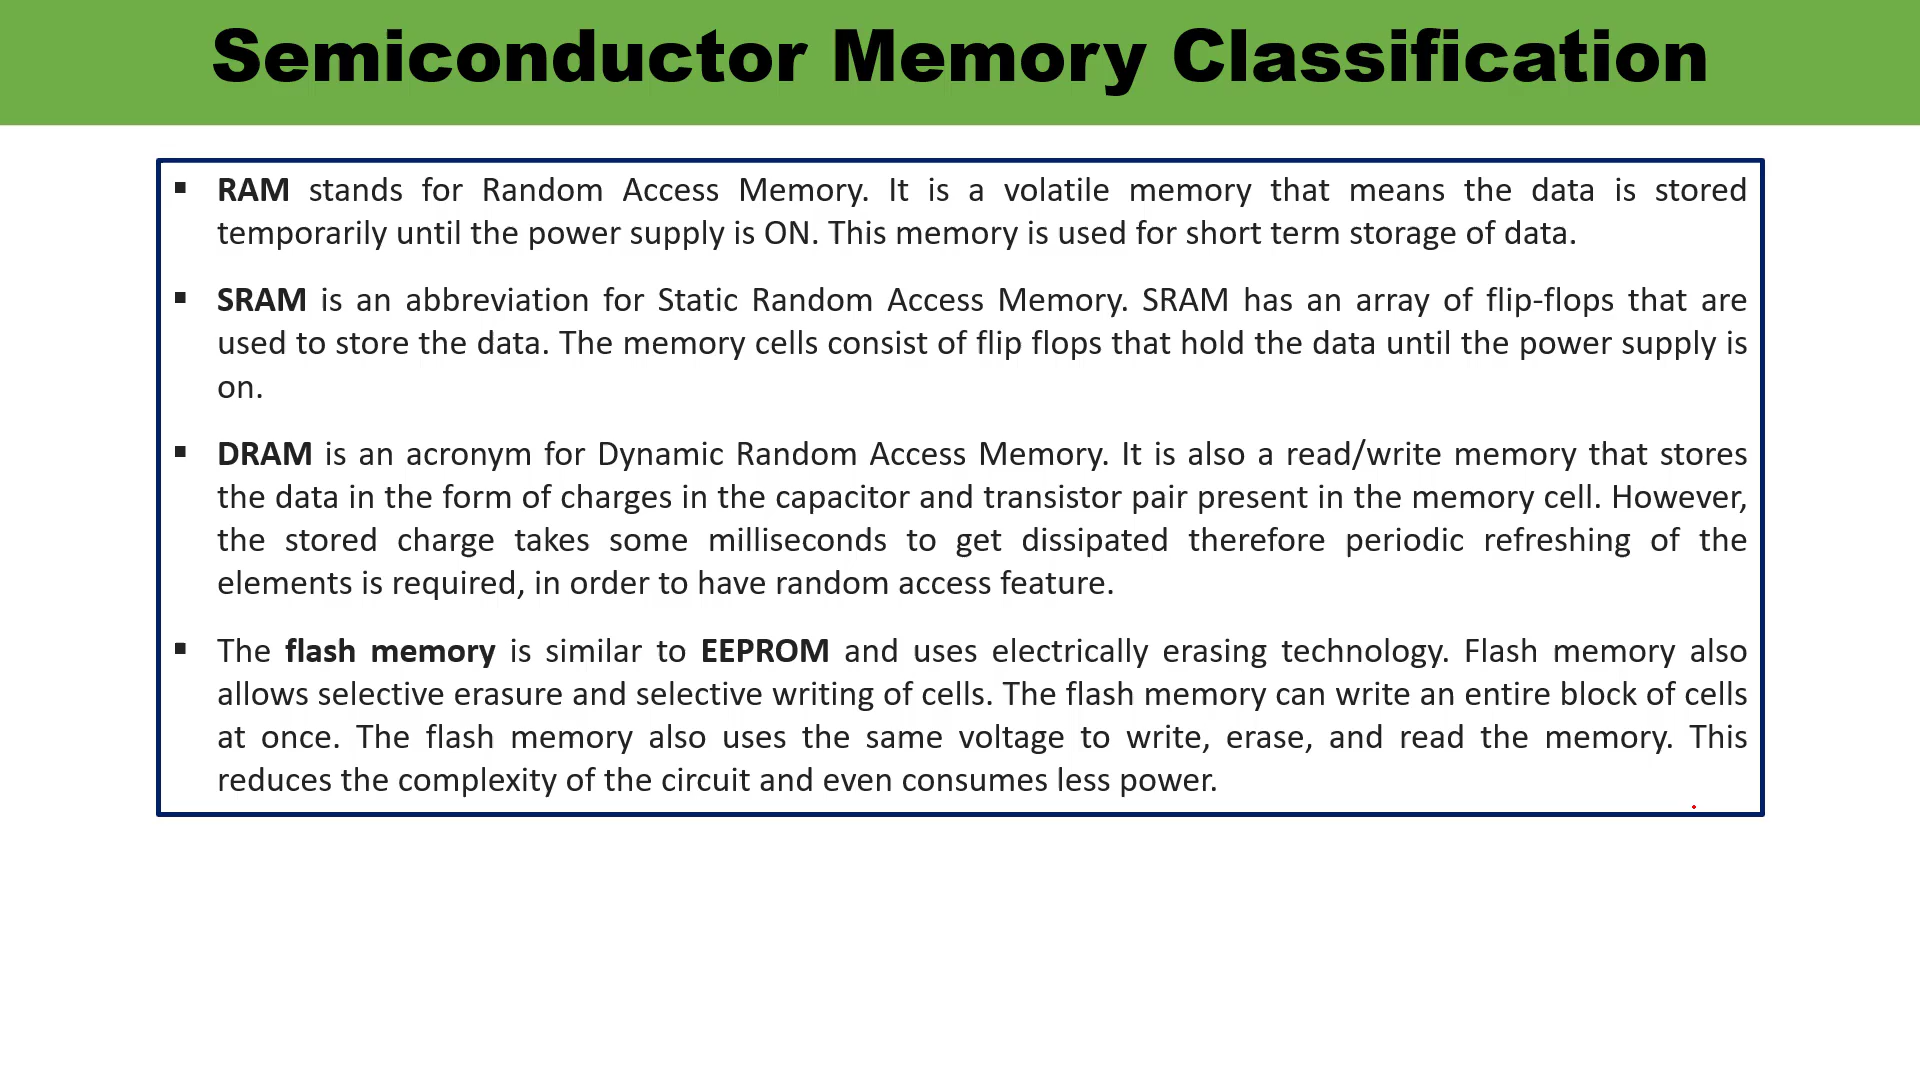 Semiconductor Memory Classification
▪ RAM stands for Random Access Memory. It is a volatile memory that means the data is stored
temporarily until the power supply is ON. This memory is used for short term storage of data.
▪ SRAM is an abbreviation for Static Random Access Memory. SRAM has an array of flip-flops that are
used to store the data. The memory cells consist of flip flops that hold the data until the power supply is
on.
▪ DRAM is an acronym for Dynamic Random Access Memory. It is also a read/write memory that stores
the data in the form of charges in the capacitor and transistor pair present in the memory cell. However,
the stored charge takes some milliseconds to get dissipated therefore periodic refreshing of the
elements is required, in order to have random access feature.
▪ The flash memory is similar to EEPROM and uses electrically erasing technology. Flash memory also
allows selective erasure and selective writing of cells. The flash memory can write an entire block of cells
at once. The flash memory also uses the same voltage to write, erase, and read the memory. This
reduces the complexity of the circuit and even consumes less power.